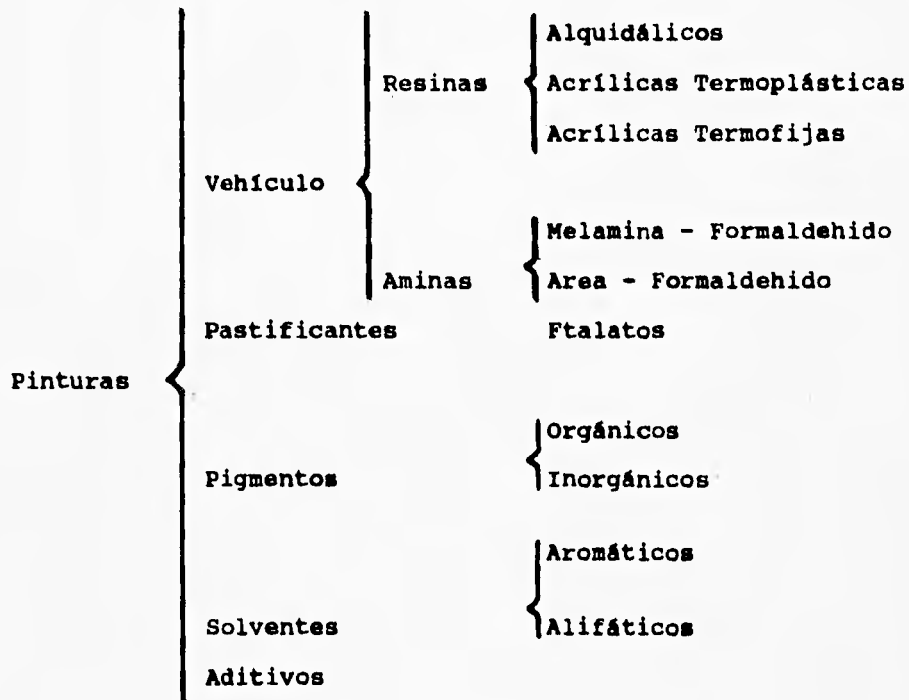 Alquidálicos
Resinas Acrílicas Termoplásticas
Acrílicas Termofijas
Vehículo
Melamina - Formaldehido
Aminas Area - Formaldehido
Pastificantes Ftalatos
Pinturas
Orgánicos
Pigmentos Inorgánicos
Aromáticos
Solventes Alifáticos
Aditivos